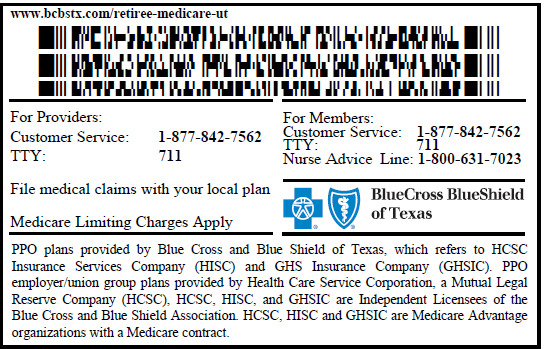 www.bcbstx.com/retiree-medicare-ut
For Providers:
Customer Service: 1-877-842-7562
TTY: 711
File medical claims with your local plan
Medicare Limiting Charges Apply
For Members:
Customer Service: 1-877-842-7562
TTY: 711
Nurse Advice Line: 1-800-631-7023
BlueCross BlueShield
of Texas
PPO plans provided by Blue Cross and Blue Shield of Texas, which refers to HCSC
Insurance Services Company (HISC) and GHS Insurance Company (GHSIC). PPO
employer/union group plans provided by Health Care Service Corporation, a Mutual Legal
Reserve Company (HCSC), HCSC, HISC, and GHSIC are Independent Licensees of the
Blue Cross and Blue Shield Association. HCSC, HISC and GHSIC are Medicare Advantage
organizations with a Medicare contract.